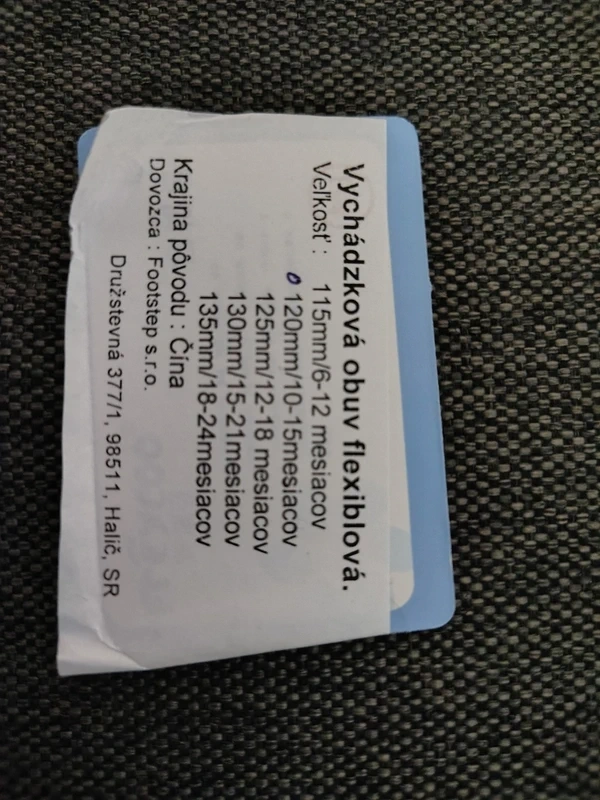 Vychádzková obuv flexiblová.
Veľkosť : 115mm/6-12 mesiacov
120mm/10-15mesiacov
125mm/12-18 mesiacov
130mm/15-21mesiacov
135mm/18-24mesiacov
Krajina pôvodu : Čína
Dovozca : Footstep s.r.o.
Družstevná 377/1, 98511, Halič, SR